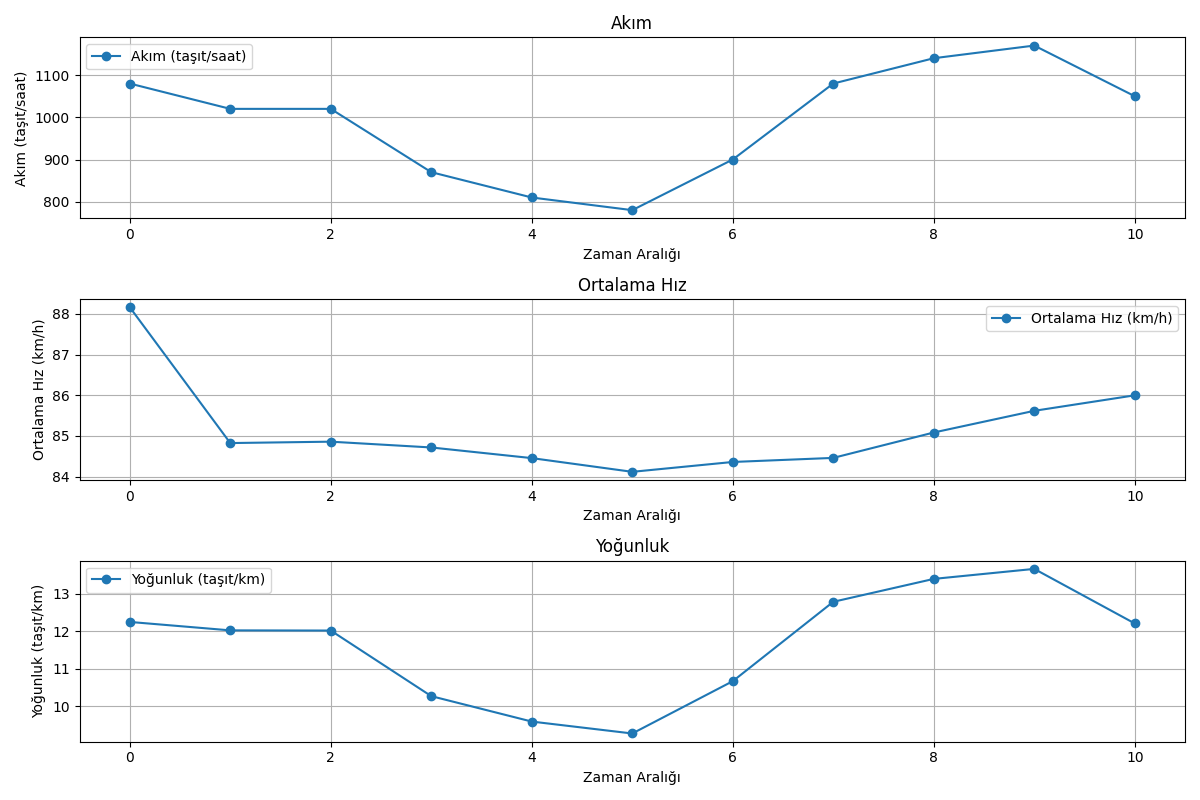 Akım
Akım (taşıt/saat)
Akım (taşıt/saat)
1100
1000
900
800
0 2 4 6 8 10
Zaman Aralığı
Ortalama Hız
Ortalama Hız (km/h)
Ortalama Hız (km/h)
88
87
86
85
84
0 2 4 6 8 10
Zaman Aralığı
Yoğunluk
Yoğunluk (taşıt/km)
Yoğunluk (taşıt/km)
13
12
11
10
0 2 4 6 8 10
Zaman Aralığı